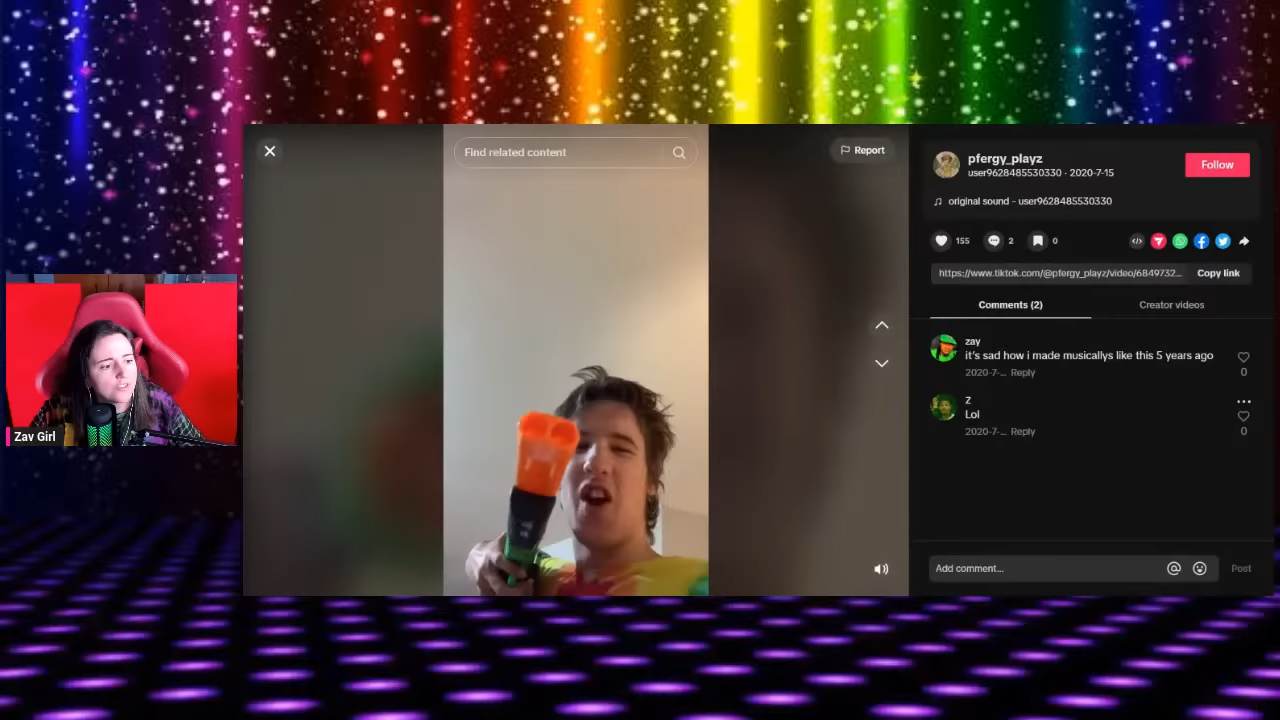 Find related content
Report
pfergy_playz
user9628485530330 · 2020-7-15
Follow
original sound - user9628485530330
155
2
0
https://www.tiktok.com/@pfergy_playz/video/6849732...
Copy link
Comments (2)
Creator videos
zay
it's sad how i made musicallys like this 5 years ago
2020-7-... Reply
0
Z
Lol
2020-7-... Reply
0
Add comment...
Post
Zav Girl